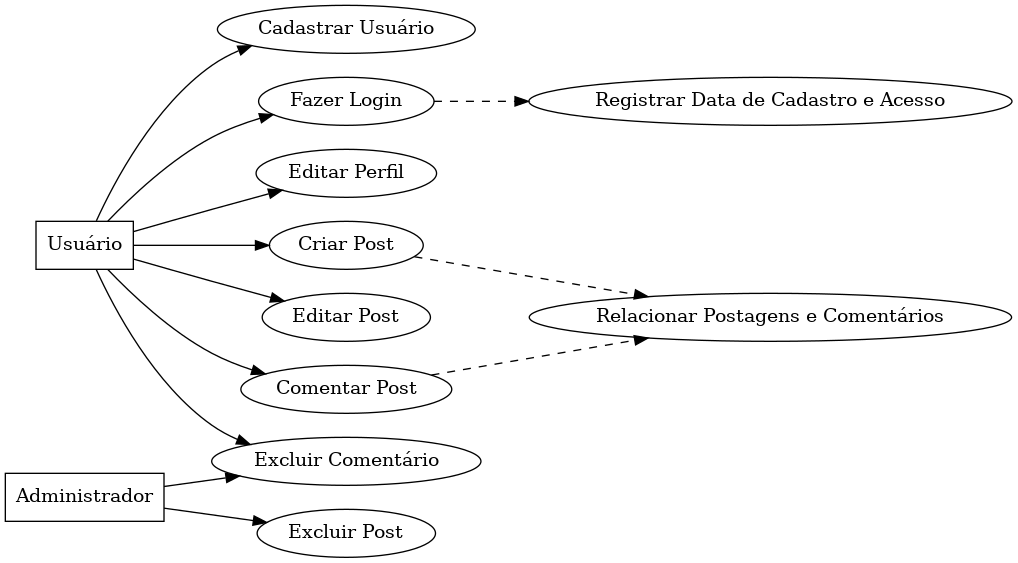 Cadastrar Usuário
Fazer Login
Registrar Data de Cadastro e Acesso
Editar Perfil
Usuário
Criar Post
Editar Post
Relacionar Postagens e Comentários
Comentar Post
Excluir Comentário
Administrador
Excluir Post